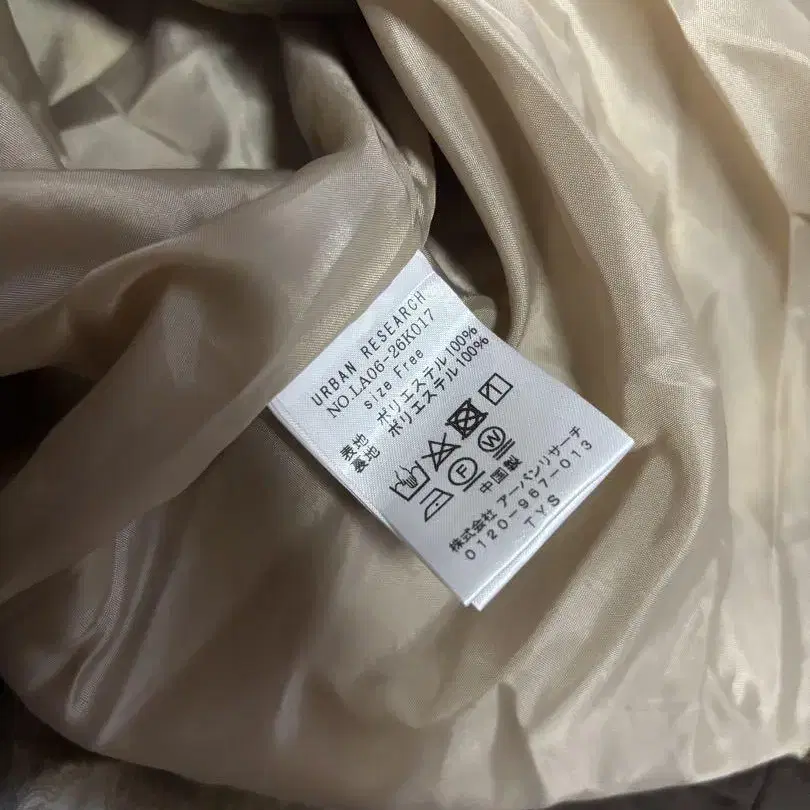 URBAN RESEARCH
NO.LA06-26K017
size Free
表地 ポリエステル100%
裏地 ポリエステル100%
F W
中国製
株式会社 アーバンリサーチ
0120-967-013
TYS